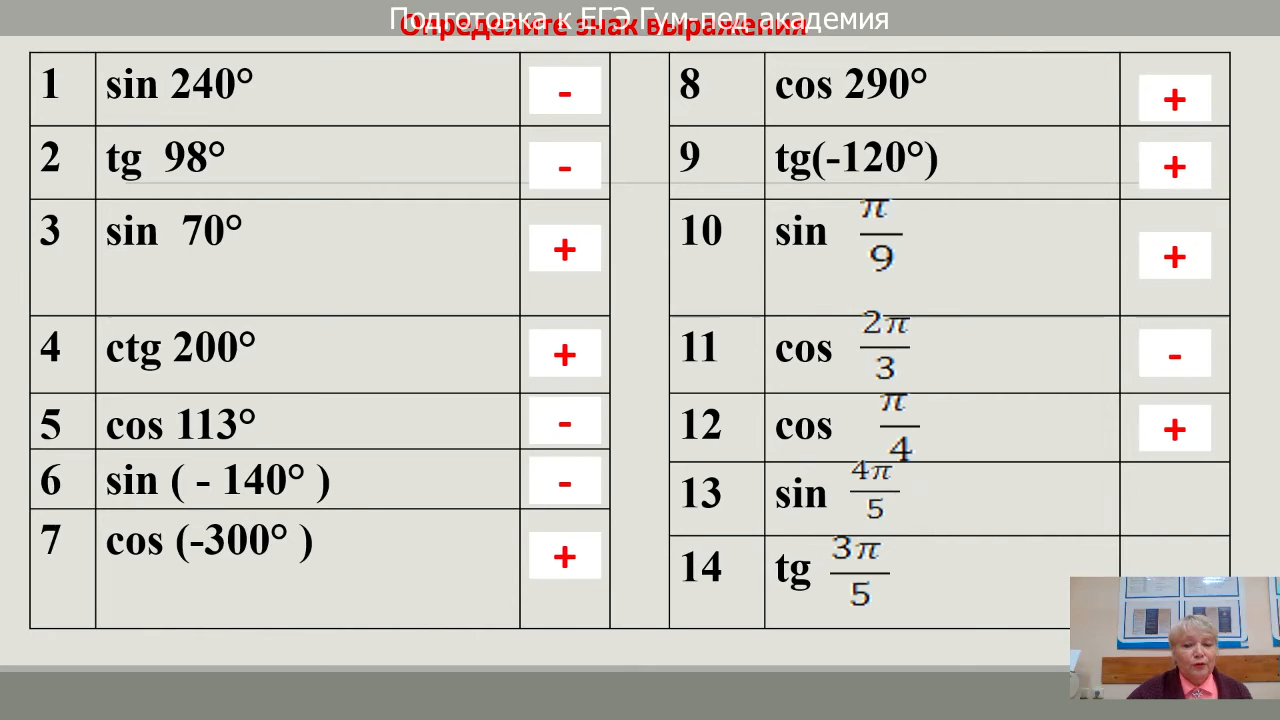 Подготовка к ЕГЭ Гум-пед академия
Определите знак выражения
1 sin 240° -
2 tg 98° -
3 sin 70° +
4 ctg 200° +
5 cos 113° -
6 sin ( - 140° ) -
7 cos (-300° ) +
8 cos 290° +
9 tg(-120°) +
10 sin π/9 +
11 cos 2π/3 -
12 cos π/4 +
13 sin 4π/5
14 tg 3π/5